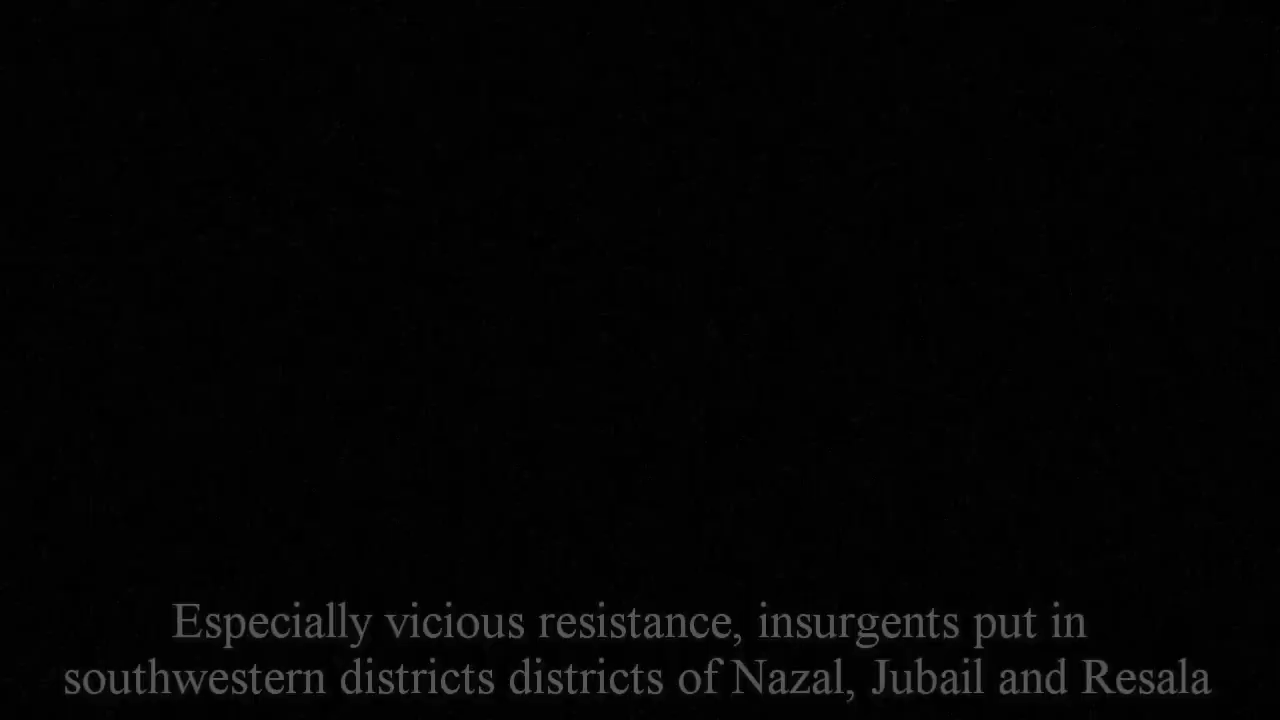 Especially vicious resistance, insurgents put in
southwestern districts districts of Nazal, Jubail and Resala